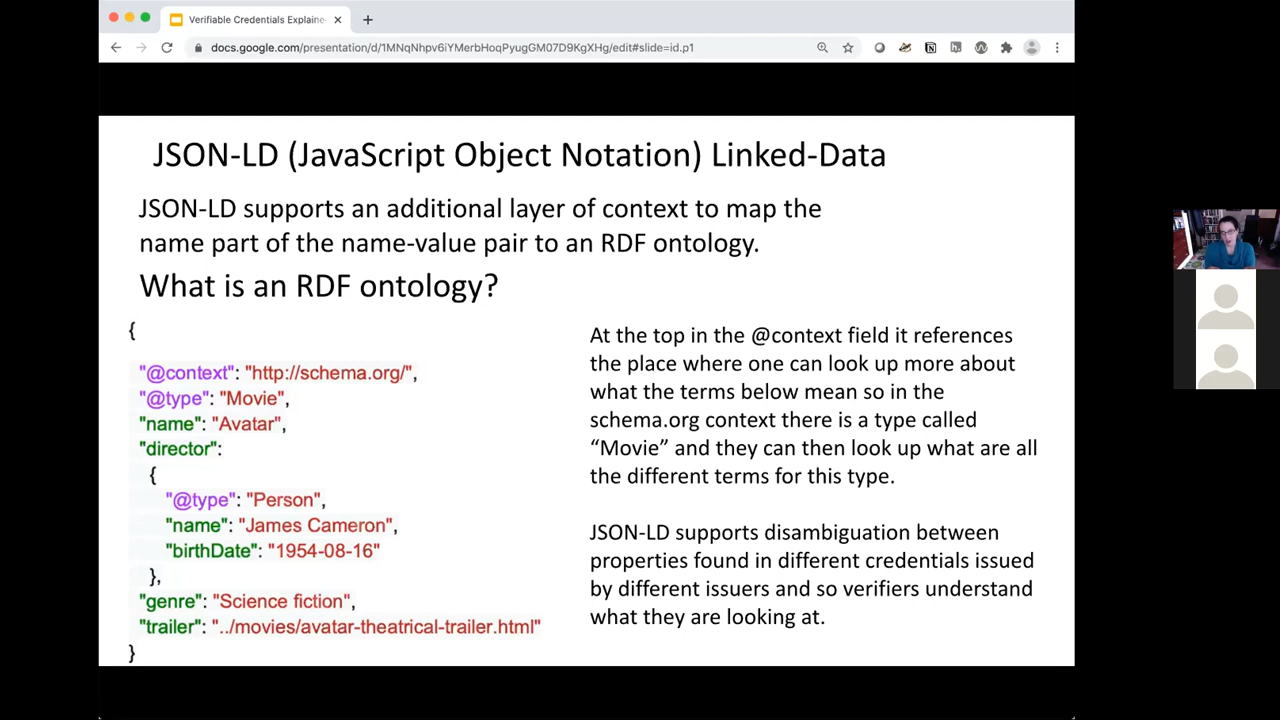 Verifiable Credentials Explaine
docs.google.com/presentation/d/1MNqNhpv6iYMerbHoqPyugGM07D9KgXHg/edit#slide=id.p1
JSON-LD (JavaScript Object Notation) Linked-Data
JSON-LD supports an additional layer of context to map the
name part of the name-value pair to an RDF ontology.
What is an RDF ontology?
{
"@context": "http://schema.org/",
"@type": "Movie",
"name": "Avatar",
"director":
{
"@type": "Person",
"name": "James Cameron",
"birthDate": "1954-08-16"
},
"genre": "Science fiction",
"trailer": "../movies/avatar-theatrical-trailer.html"
}
At the top in the @context field it references
the place where one can look up more about
what the terms below mean so in the
schema.org context there is a type called
“Movie” and they can then look up what are all
the different terms for this type.
JSON-LD supports disambiguation between
properties found in different credentials issued
by different issuers and so verifiers understand
what they are looking at.